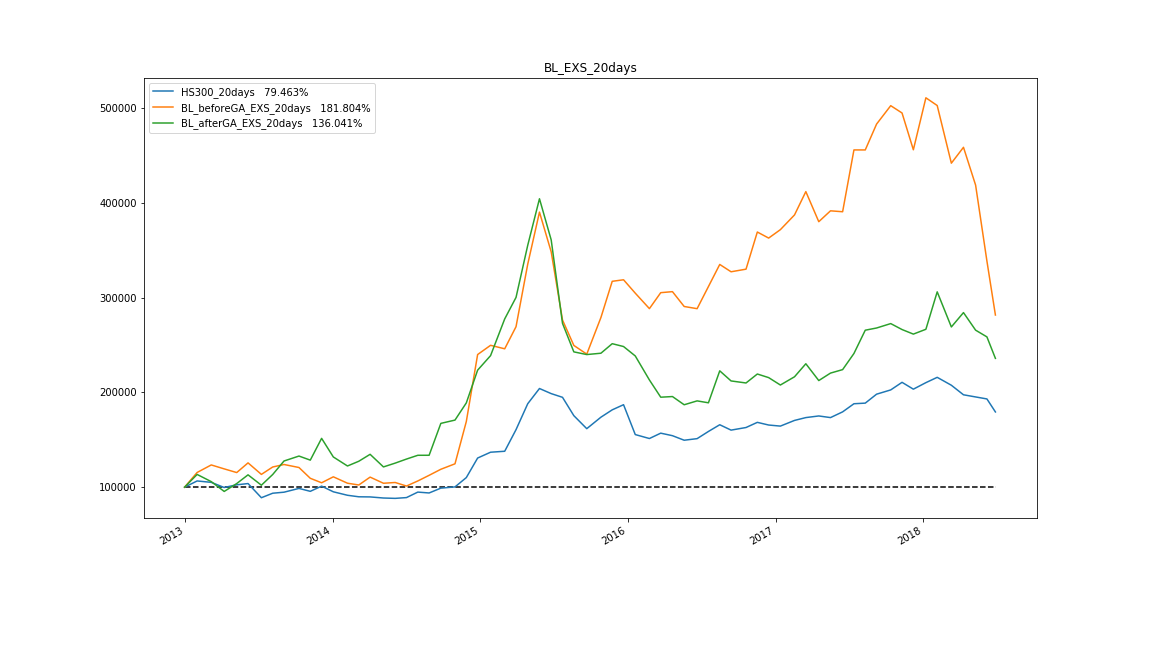 BL_EXS_20days
HS300_20days 79.463%
BL_beforeGA_EXS_20days 181.804%
BL_afterGA_EXS_20days 136.041%
500000
400000
300000
200000
100000
2013
2014
2015
2016
2017
2018